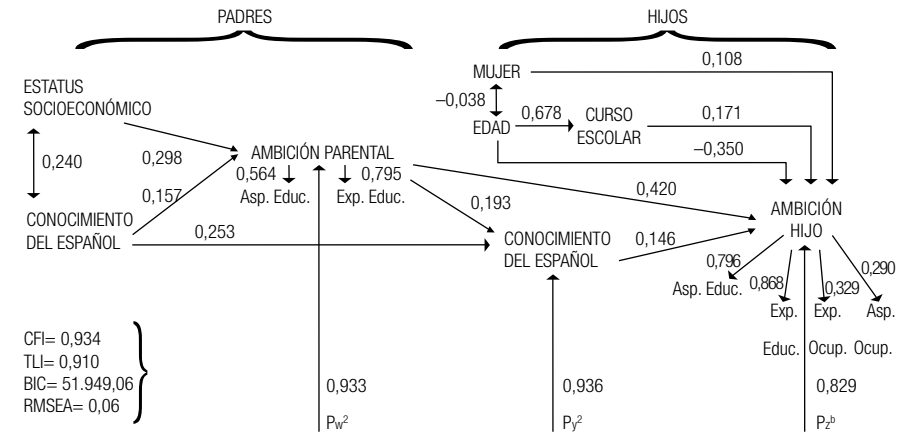 PADRES
HIJOS
MUJER
0,108
ESTATUS
SOCIOECONÓMICO
–0,038
EDAD
0,678
CURSO
ESCOLAR
0,171
–0,350
0,240
0,298
AMBICIÓN PARENTAL
0,564
0,795
Asp. Educ.
Exp. Educ.
0,157
0,420
0,193
CONOCIMIENTO
DEL ESPAÑOL
0,253
CONOCIMIENTO
DEL ESPAÑOL
0,146
AMBICIÓN
HIJO
0,796
0,868
0,329
0,290
Asp. Educ.
Exp.
Exp.
Asp.
Educ.
Ocup.
Ocup.
CFI= 0,934
TLI= 0,910
BIC= 51.949,06
RMSEA= 0,06
0,933
0,936
0,829
Pw²
Py²
Pzᵇ